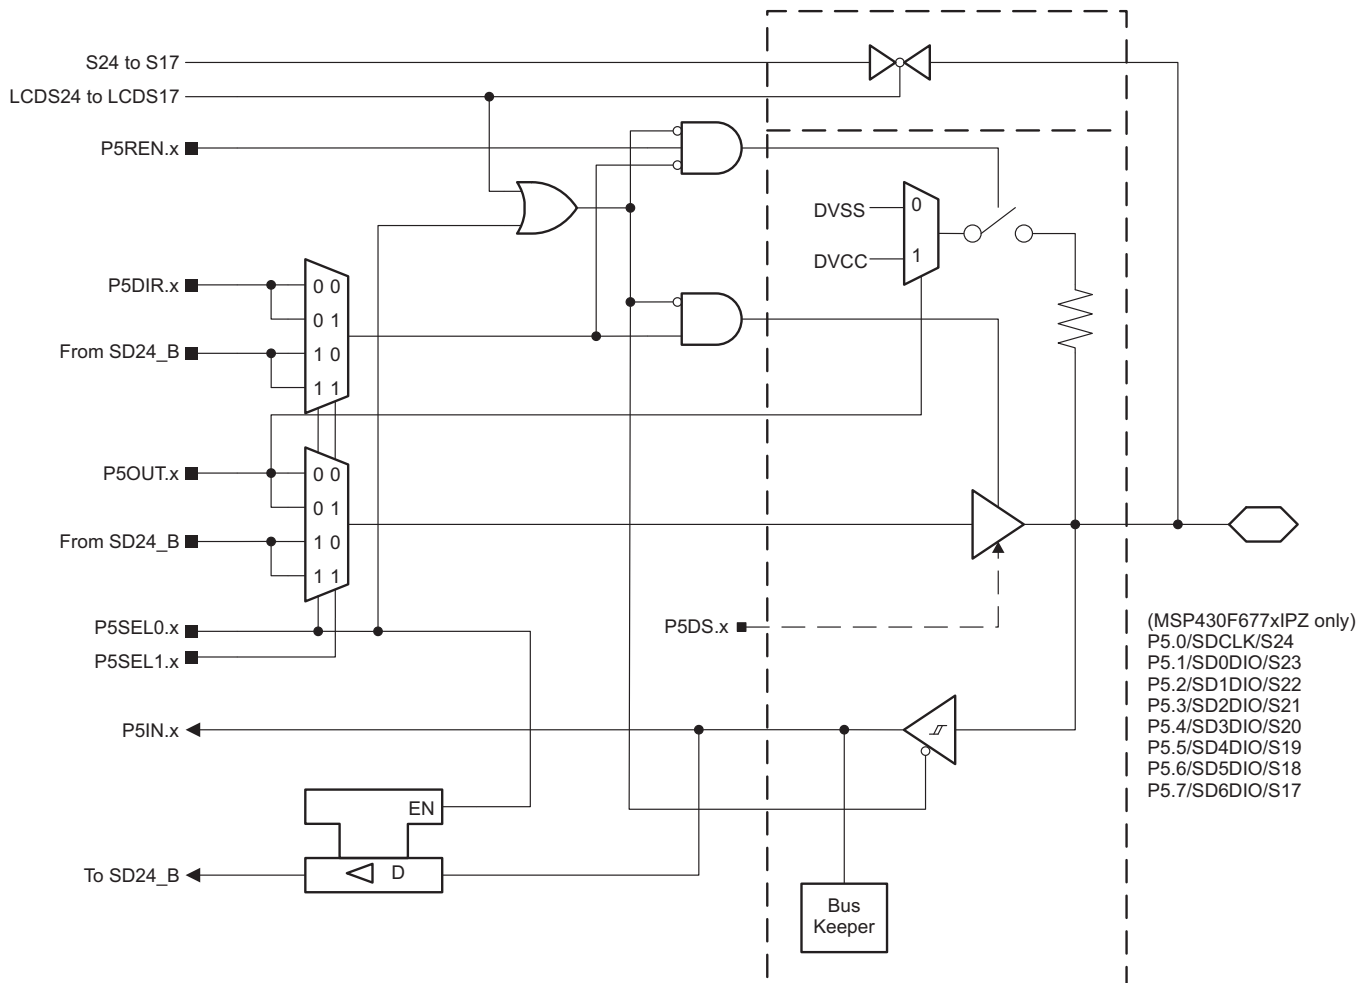 S24 to S17
LCDS24 to LCDS17
P5REN.x
DVSS
0
DVCC
1
P5DIR.x
0 0
0 1
From SD24_B
1 0
1 1
P5OUT.x
0 0
0 1
From SD24_B
1 0
1 1
P5SEL0.x
P5SEL1.x
P5DS.x
(MSP430F677xIPZ only)
P5.0/SDCLK/S24
P5.1/SD0DIO/S23
P5.2/SD1DIO/S22
P5.3/SD2DIO/S21
P5.4/SD3DIO/S20
P5.5/SD4DIO/S19
P5.6/SD5DIO/S18
P5.7/SD6DIO/S17
P5IN.x
EN
To SD24_B
D
Bus
Keeper